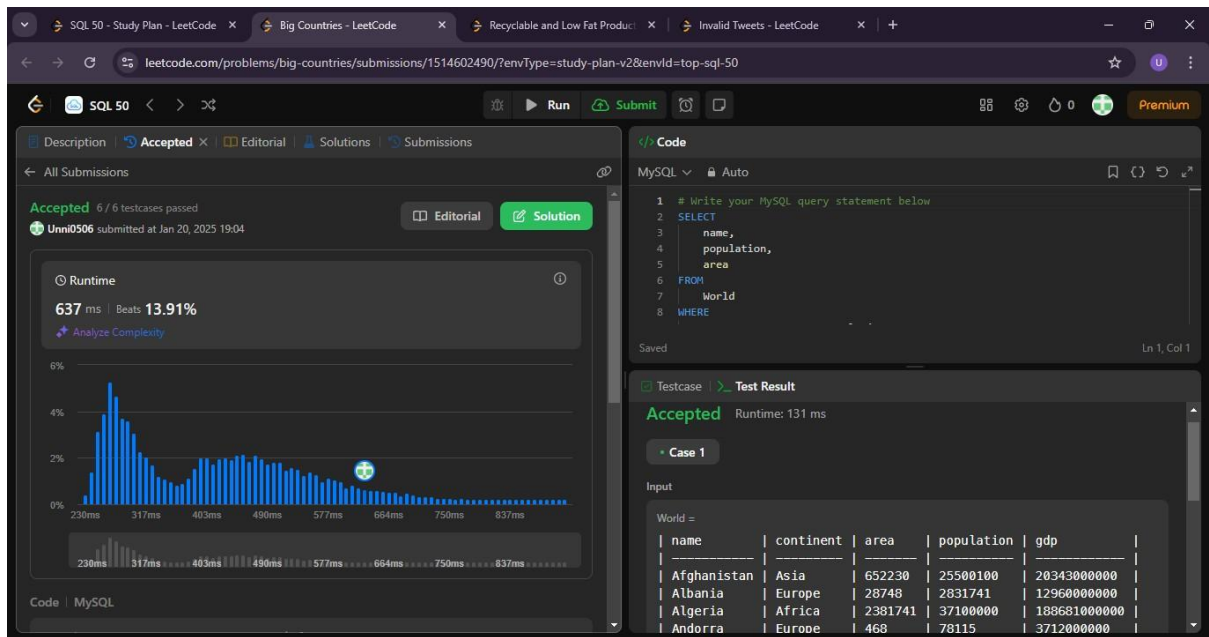 SQL 50 - Study Plan - LeetCode
Big Countries - LeetCode
Recyclable and Low Fat Produc
Invalid Tweets - LeetCode
leetcode.com/problems/big-countries/submissions/1514602490/?envType=study-plan-v2&envId=top-sql-50
U
SQL 50
Run
Submit
0
Premium
Description
Accepted
Editorial
Solutions
Submissions
All Submissions
Accepted 6 / 6 testcases passed
Editorial
Solution
Unni0506 submitted at Jan 20, 2025 19:04
Runtime
637 ms | Beats 13.91%
Analyze Complexity
6%
4%
2%
0%
230ms 317ms 403ms 490ms 577ms 664ms 750ms 837ms
230ms 317ms 403ms 490ms 577ms 664ms 750ms 837ms
Code | MySQL
</> Code
MySQL Auto
1 # Write your MySQL query statement below
2 SELECT
3 name,
4 population,
5 area
6 FROM
7 World
8 WHERE
Saved Ln 1, Col 1
Testcase | >_ Test Result
Accepted Runtime: 131 ms
• Case 1
Input
World =
| name | continent | area | population | gdp |
| ----------- | --------- | ------- | ---------- | ------------ |
| Afghanistan | Asia | 652230 | 25500100 | 20343000000 |
| Albania | Europe | 28748 | 2831741 | 12960000000 |
| Algeria | Africa | 2381741 | 37100000 | 188681000000 |
| Andorra | Europe | 468 | 78115 | 3712000000 |